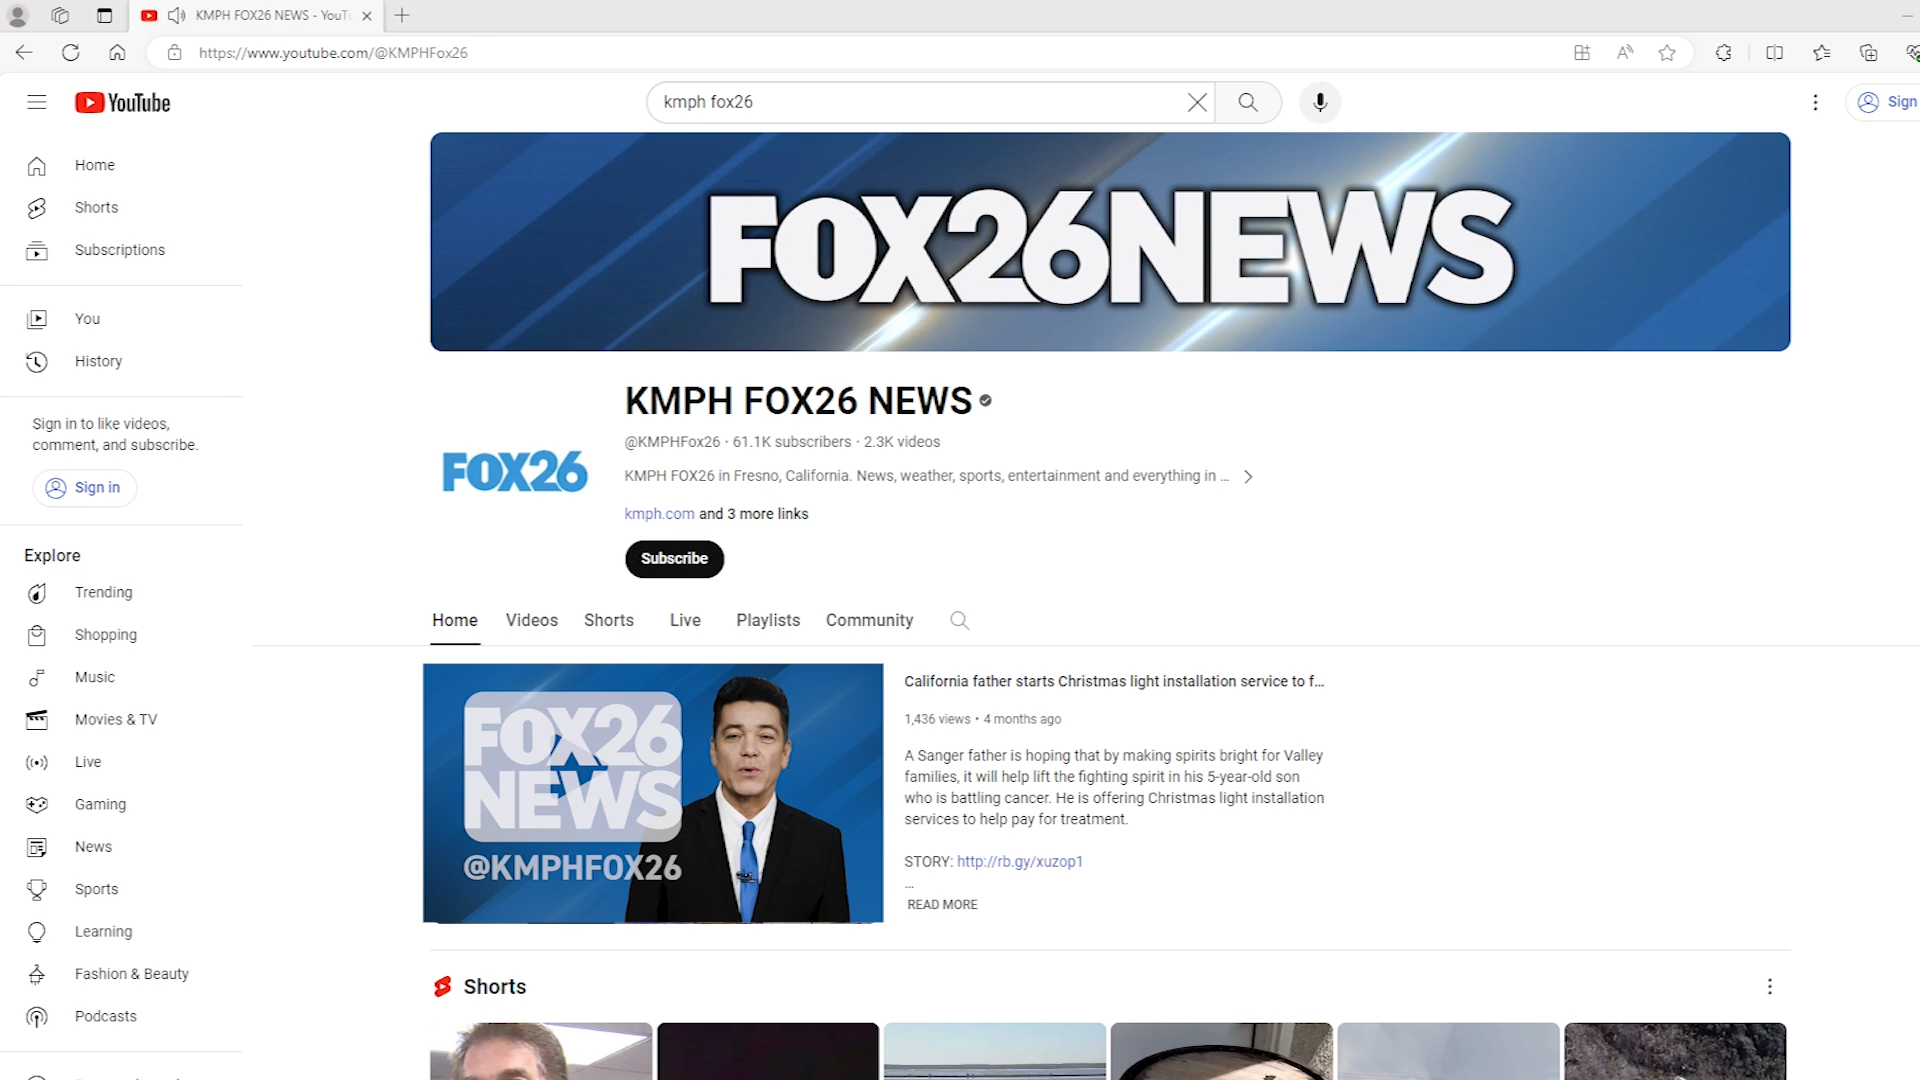 KMPH FOX26 NEWS - YouTu
https://www.youtube.com/@KMPHFox26
YouTube
kmph fox26
Sign
Home
Shorts
Subscriptions
You
History
Sign in to like videos,
comment, and subscribe.
Sign in
Explore
Trending
Shopping
Music
Movies & TV
Live
Gaming
News
Sports
Learning
Fashion & Beauty
Podcasts
FOX26NEWS
FOX26
KMPH FOX26 NEWS
@KMPHFox26 · 61.1K subscribers · 2.3K videos
KMPH FOX26 in Fresno, California. News, weather, sports, entertainment and everything in ...
kmph.com and 3 more links
Subscribe
Home Videos Shorts Live Playlists Community
FOX26
NEWS
@KMPHFOX26
California father starts Christmas light installation service to f...
1,436 views • 4 months ago
A Sanger father is hoping that by making spirits bright for Valley
families, it will help lift the fighting spirit in his 5-year-old son
who is battling cancer. He is offering Christmas light installation
services to help pay for treatment.
STORY: http://rb.gy/xuzop1
...
READ MORE
Shorts